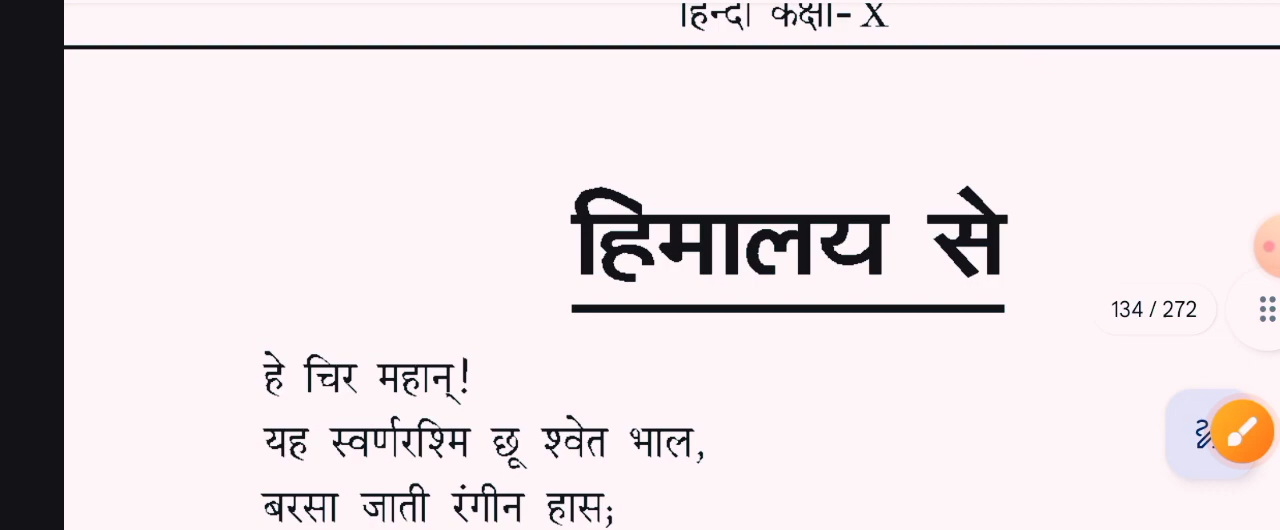 हिन्दी कक्षा- X
हिमालय से
134 / 272
हे चिर महान्!
यह स्वर्णरश्मि छू श्वेत भाल,
बरसा जाती रंगीन हास;